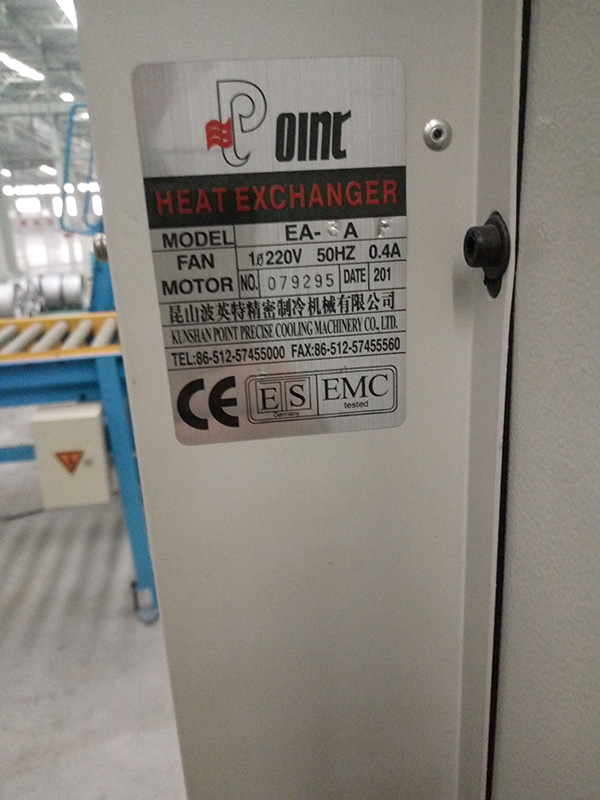 Point
HEAT EXCHANGER
MODEL EA- A
FAN 1ø220V 50HZ 0.4A
MOTOR NO. 079295 DATE 201
昆山波英特精密制冷机械有限公司
KUNSHAN POINT PRECISE COOLING MACHINERY CO., LTD.
TEL:86-512-57455000 FAX:86-512-57455560
CE ES EMC
Germany tested